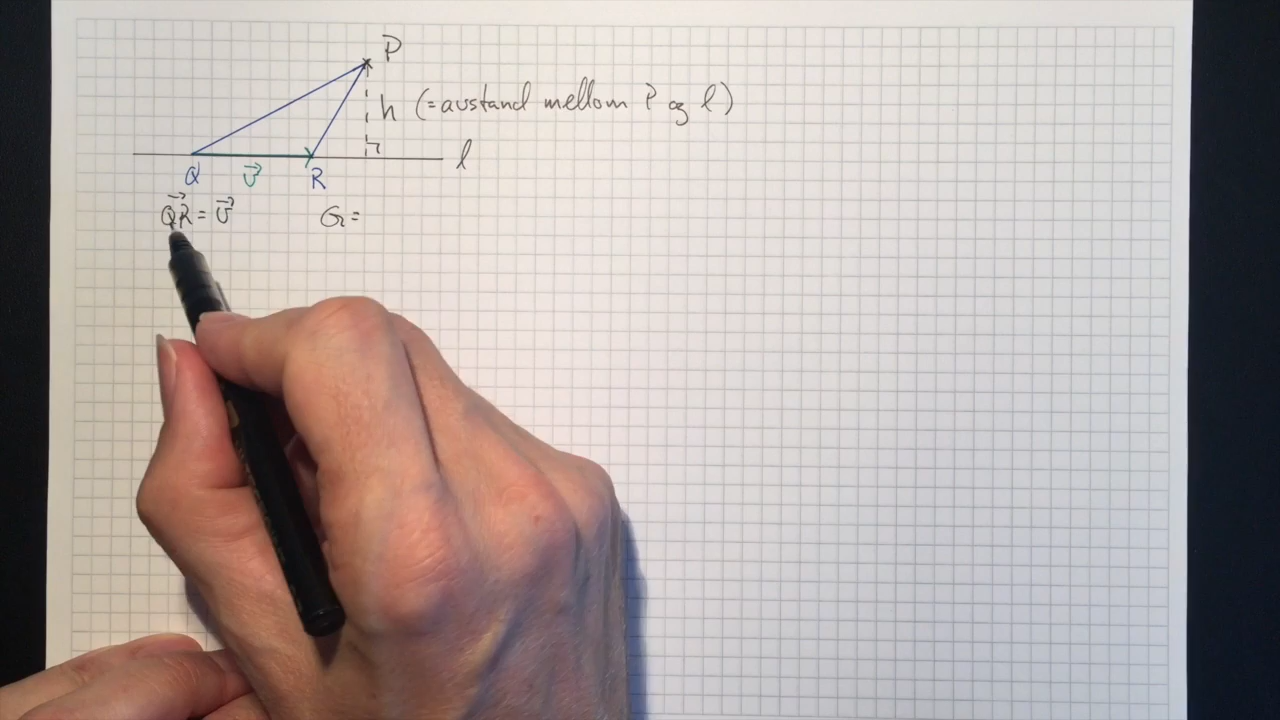 P
h (= avstand mellom P og l)
l
Q v⃗ R
QR⃗ = v⃗ G =